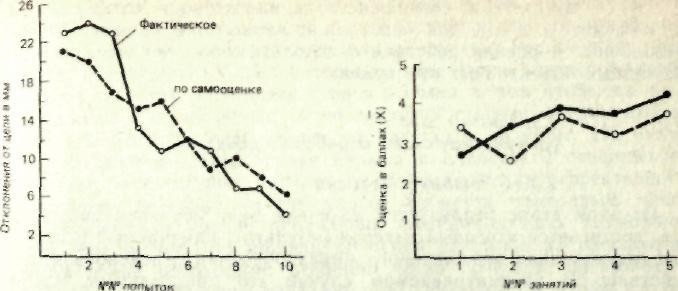 Отклонения от цели в мм
26
22
18
14
10
6
2
Фактическое
по самооценке
2 4 6 8 10
№№ попыток
Оценка в баллах (X)
5
4
3
2
1
1 2 3 4 5
№№ занятий